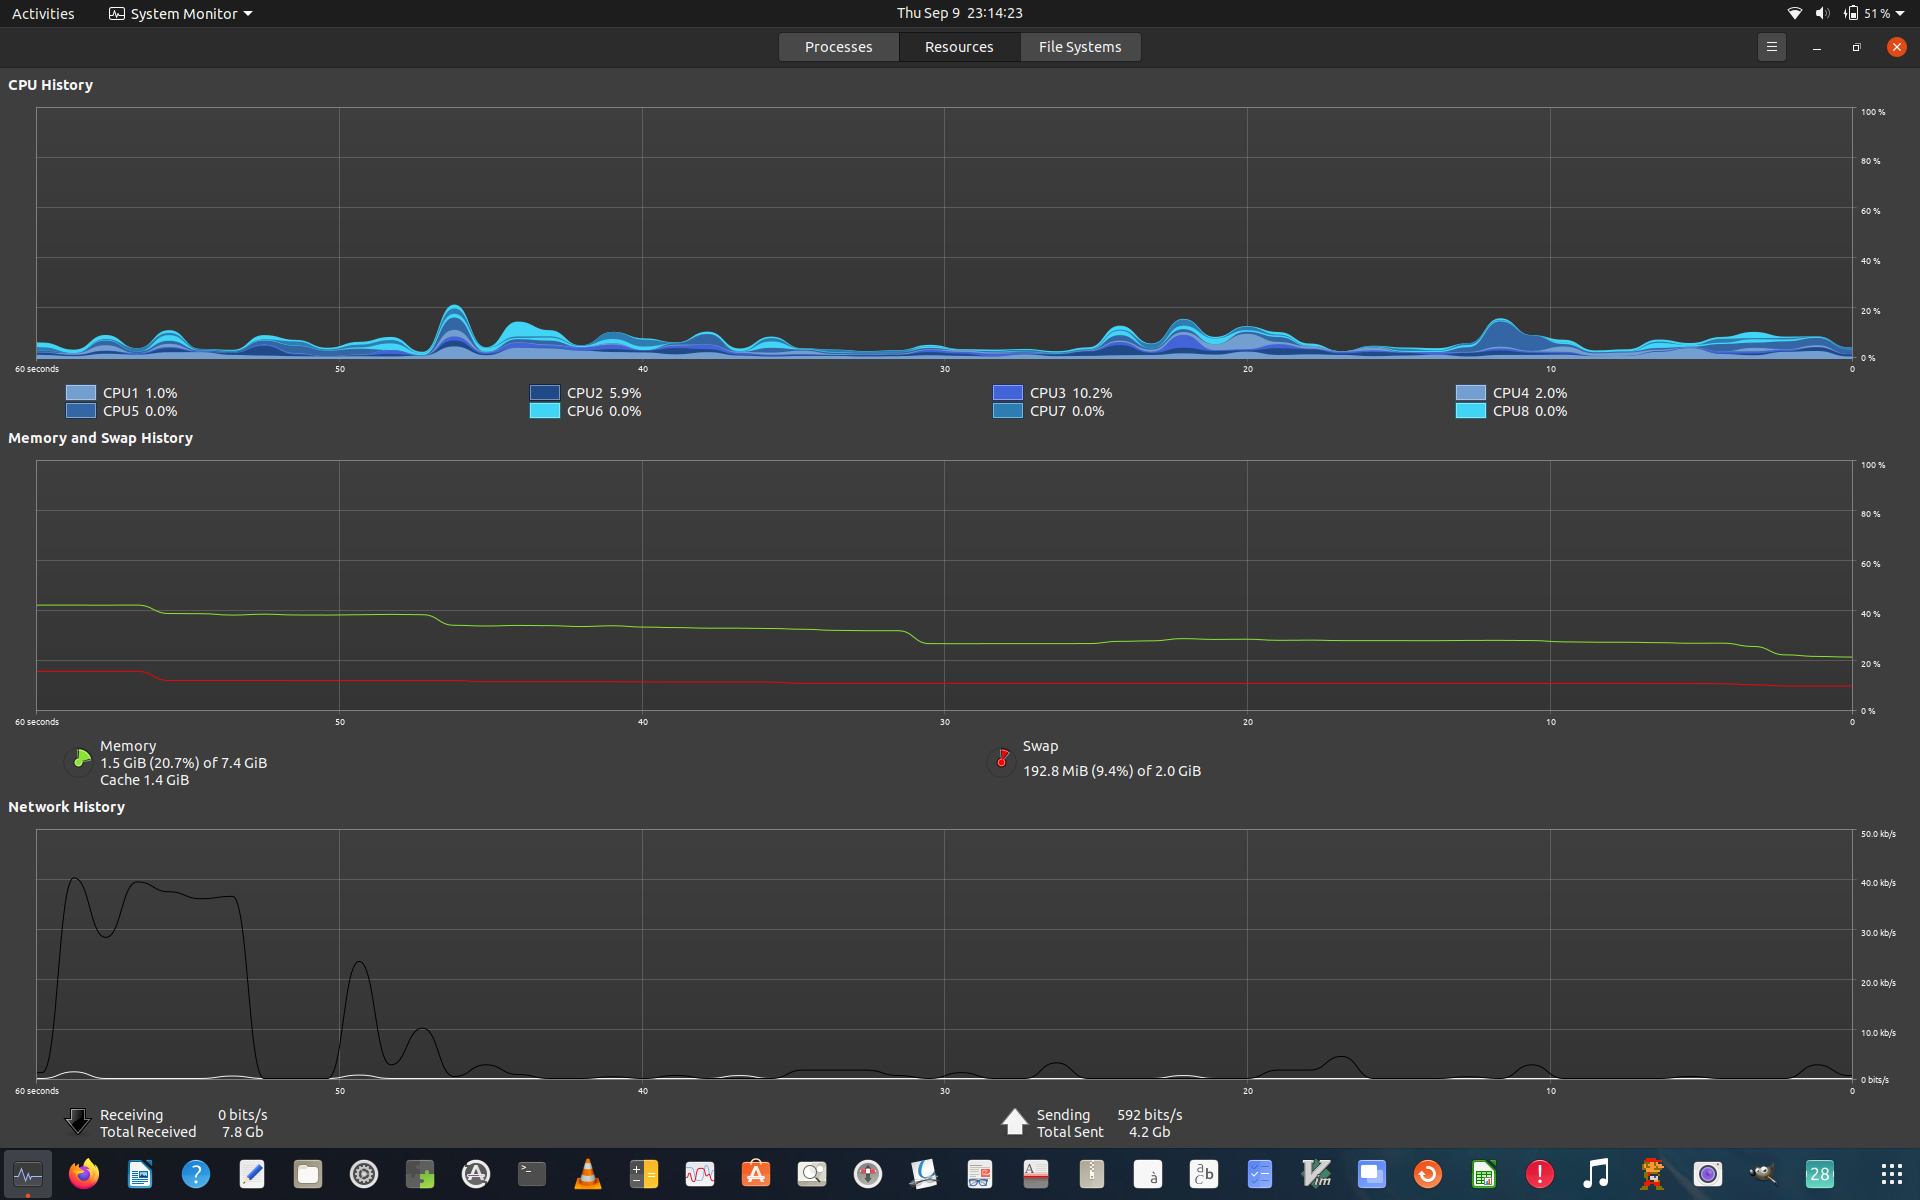 Activities System Monitor Thu Sep 9 23:14:23 51 %
Processes Resources File Systems
CPU History
100 %
80 %
60 %
40 %
20 %
0 %
60 seconds 50 40 30 20 10 0
CPU1 1.0% CPU2 5.9% CPU3 10.2% CPU4 2.0%
CPU5 0.0% CPU6 0.0% CPU7 0.0% CPU8 0.0%
Memory and Swap History
100 %
80 %
60 %
40 %
20 %
0 %
60 seconds 50 40 30 20 10 0
Memory
1.5 GiB (20.7%) of 7.4 GiB
Cache 1.4 GiB
Swap
192.8 MiB (9.4%) of 2.0 GiB
Network History
50.0 kb/s
40.0 kb/s
30.0 kb/s
20.0 kb/s
10.0 kb/s
0 bits/s
60 seconds 50 40 30 20 10 0
Receiving 0 bits/s
Total Received 7.8 Gb
Sending 592 bits/s
Total Sent 4.2 Gb
? >_ A à a b c Vim ! 28